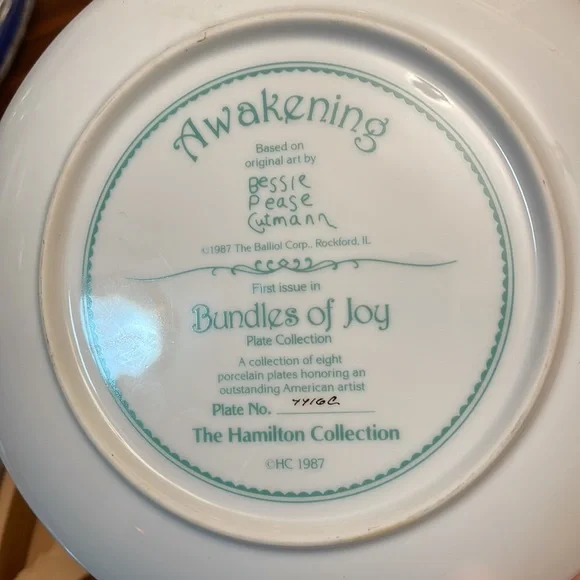 Awakening
Based on
original art by
Bessie
Pease
Gutmann
©1987 The Balliol Corp., Rockford, IL
First issue in
Bundles of Joy
Plate Collection
A collection of eight
porcelain plates honoring an
outstanding American artist
Plate No. 7416C
The Hamilton Collection
©HC 1987